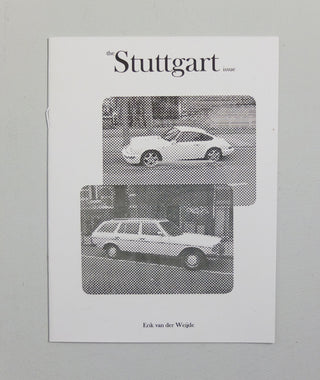 the Stuttgart issue
Erik van der Weijde